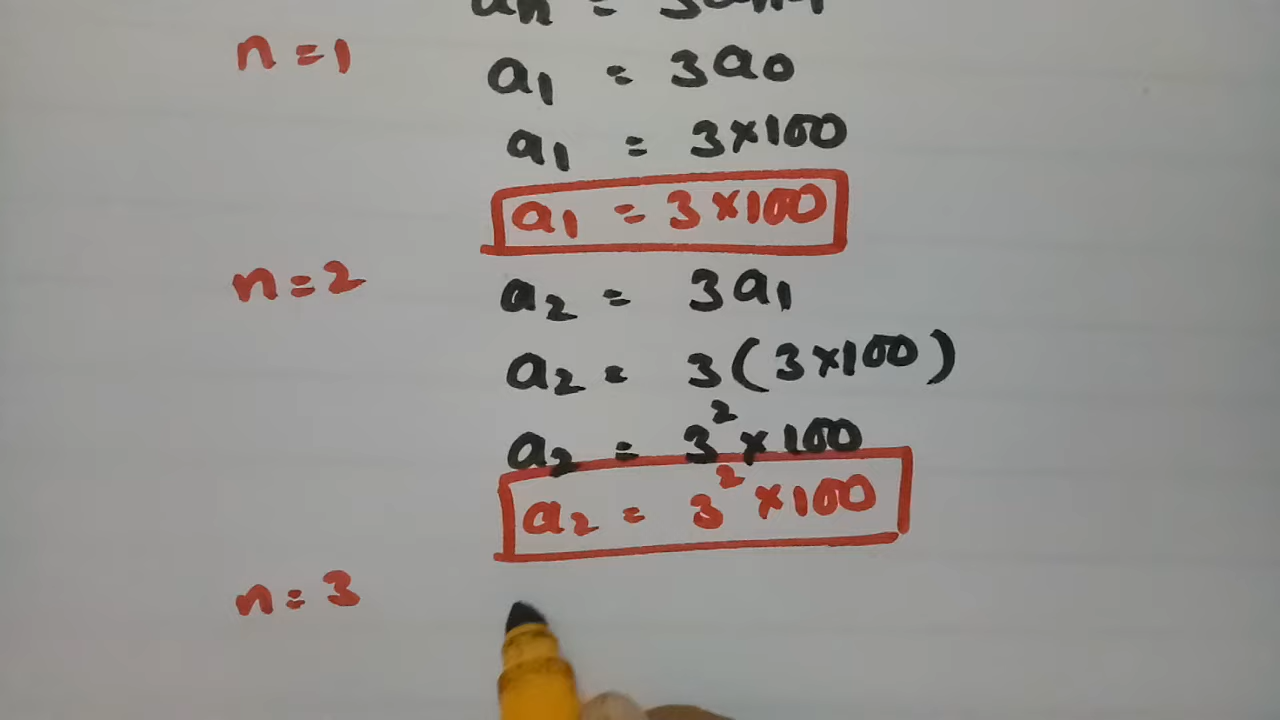 n = 1
a1 = 3a0
a1 = 3×100
a1 = 3×100
n = 2
a2 = 3a1
a2 = 3(3×100)
a2 = 3²×100
a2 = 3²×100
n = 3